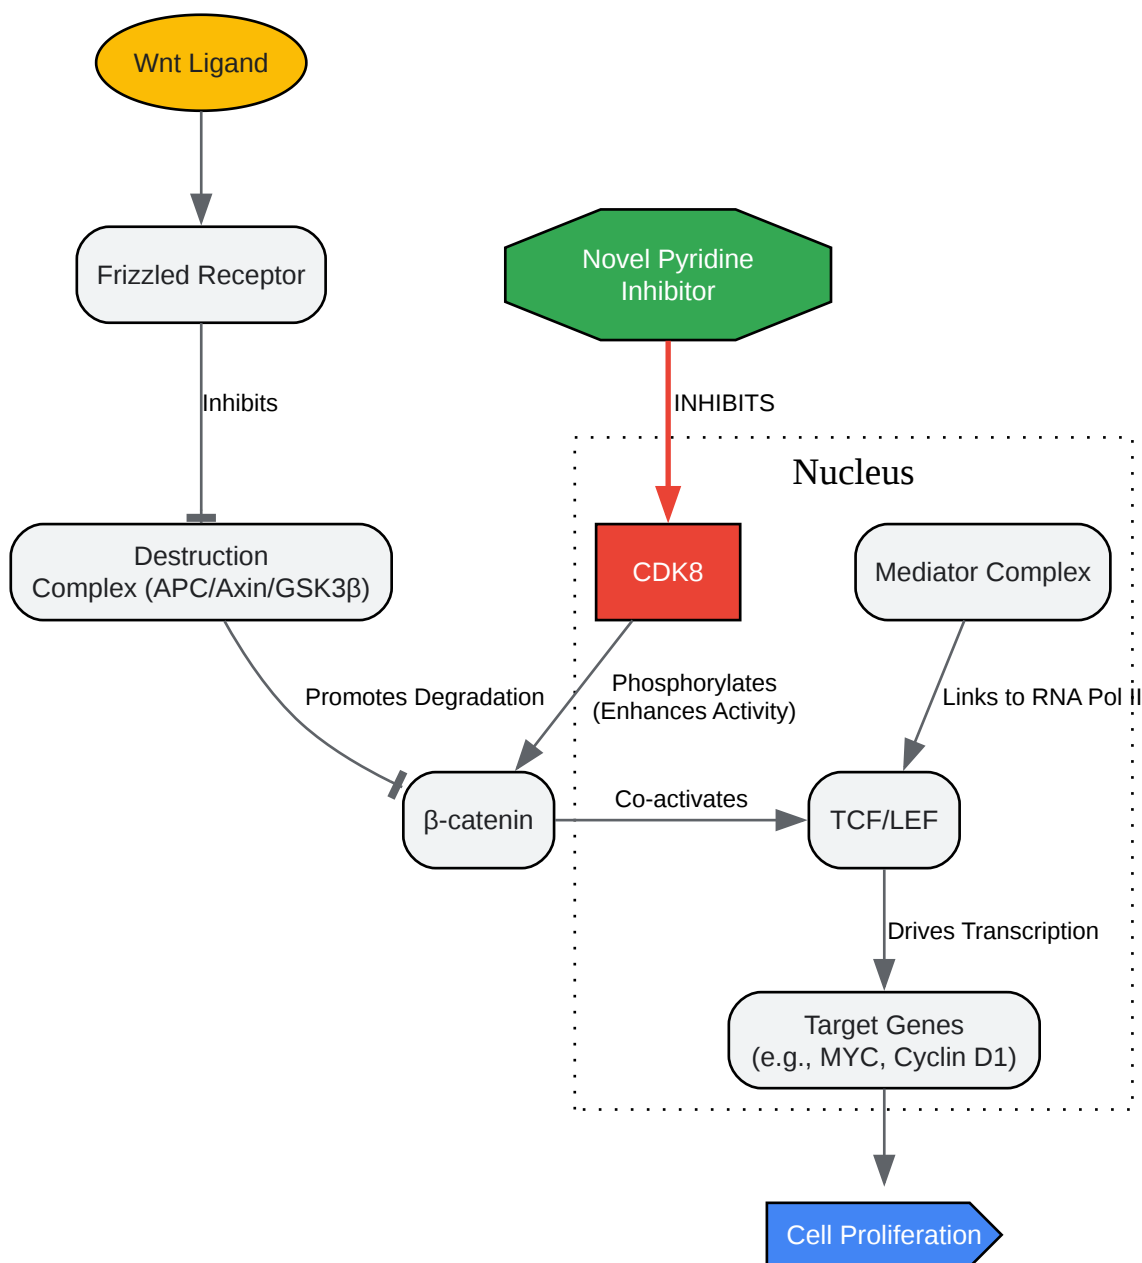 Wnt Ligand
Frizzled Receptor
Novel Pyridine
Inhibitor
Inhibits
INHIBITS
Nucleus
Destruction
Complex (APC/Axin/GSK3β)
CDK8
Mediator Complex
Promotes Degradation
Phosphorylates
(Enhances Activity)
Links to RNA Pol II
β-catenin
Co-activates
TCF/LEF
Drives Transcription
Target Genes
(e.g., MYC, Cyclin D1)
Cell Proliferation